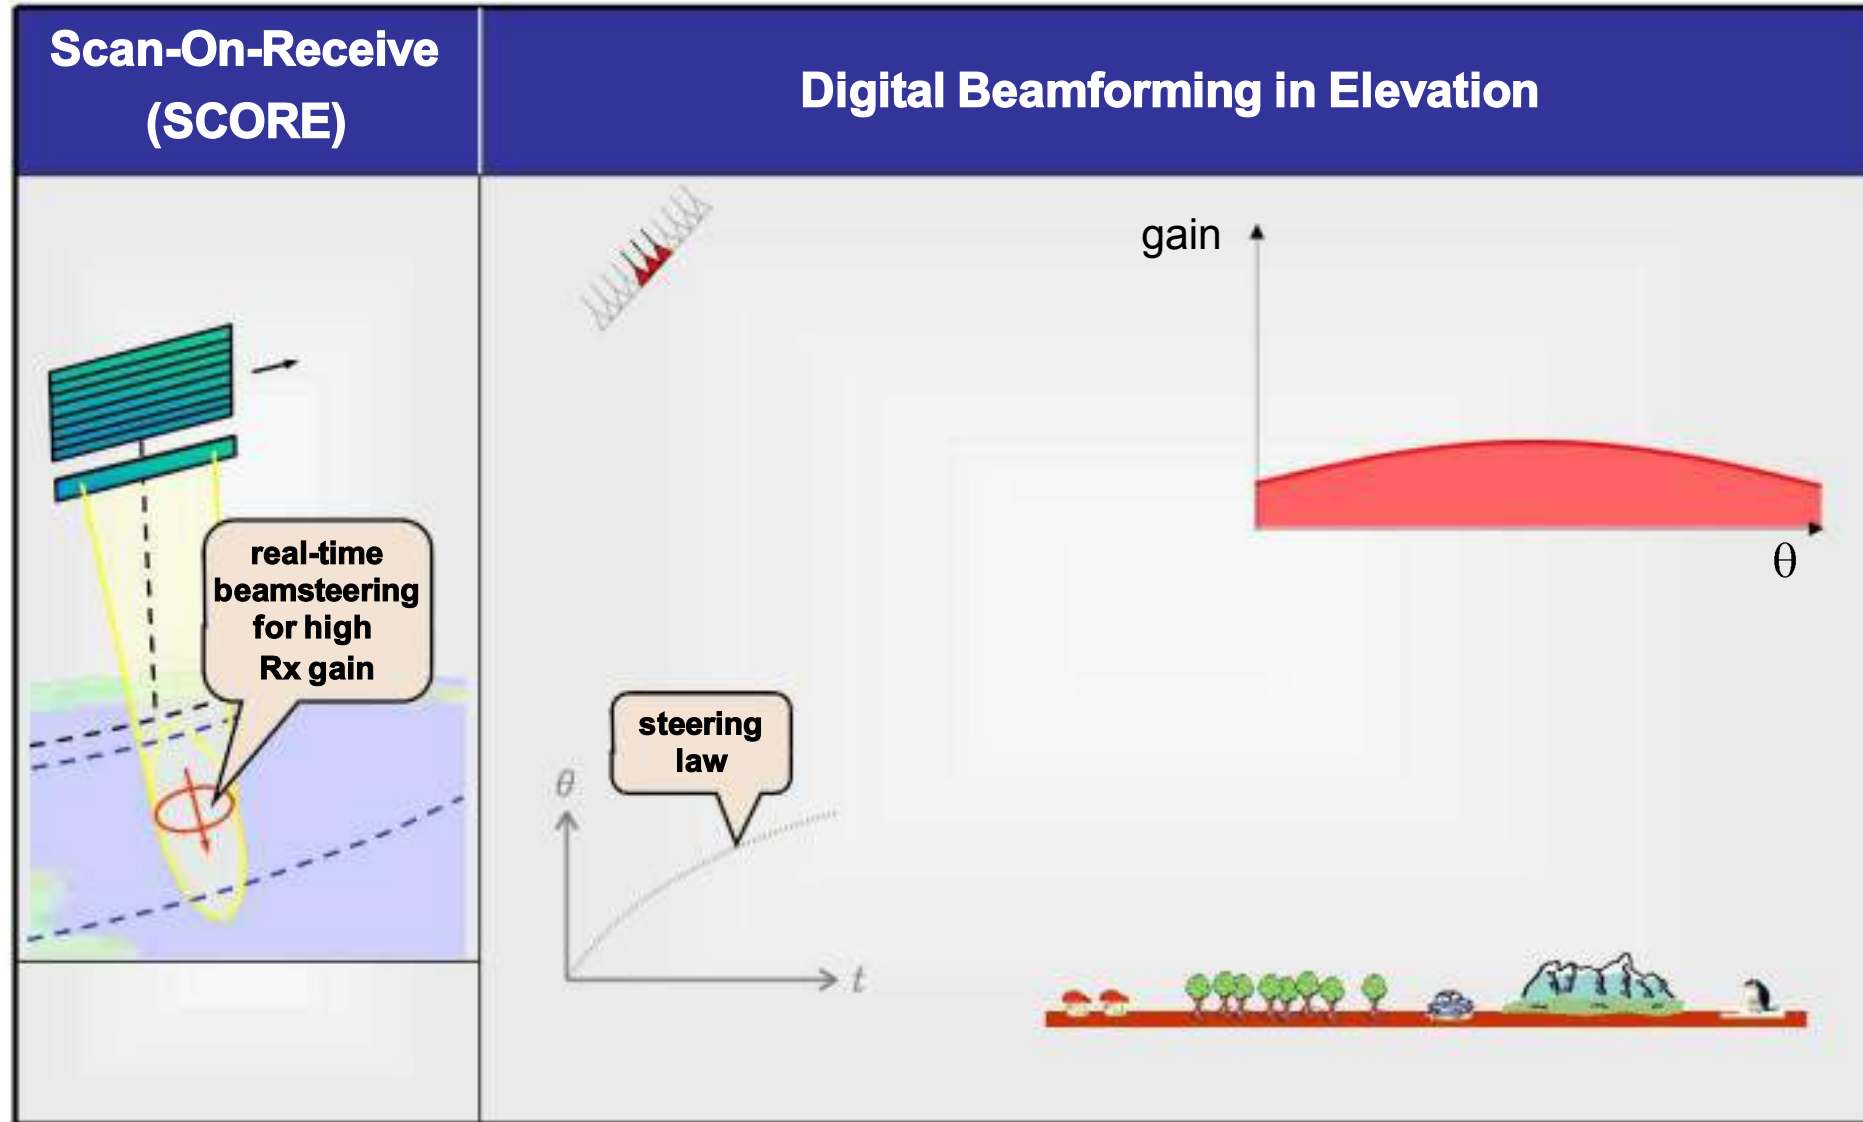 Scan-On-Receive
(SCORE)
Digital Beamforming in Elevation
real-time
beamsteering
for high
Rx gain
gain
θ
steering
law
θ
t